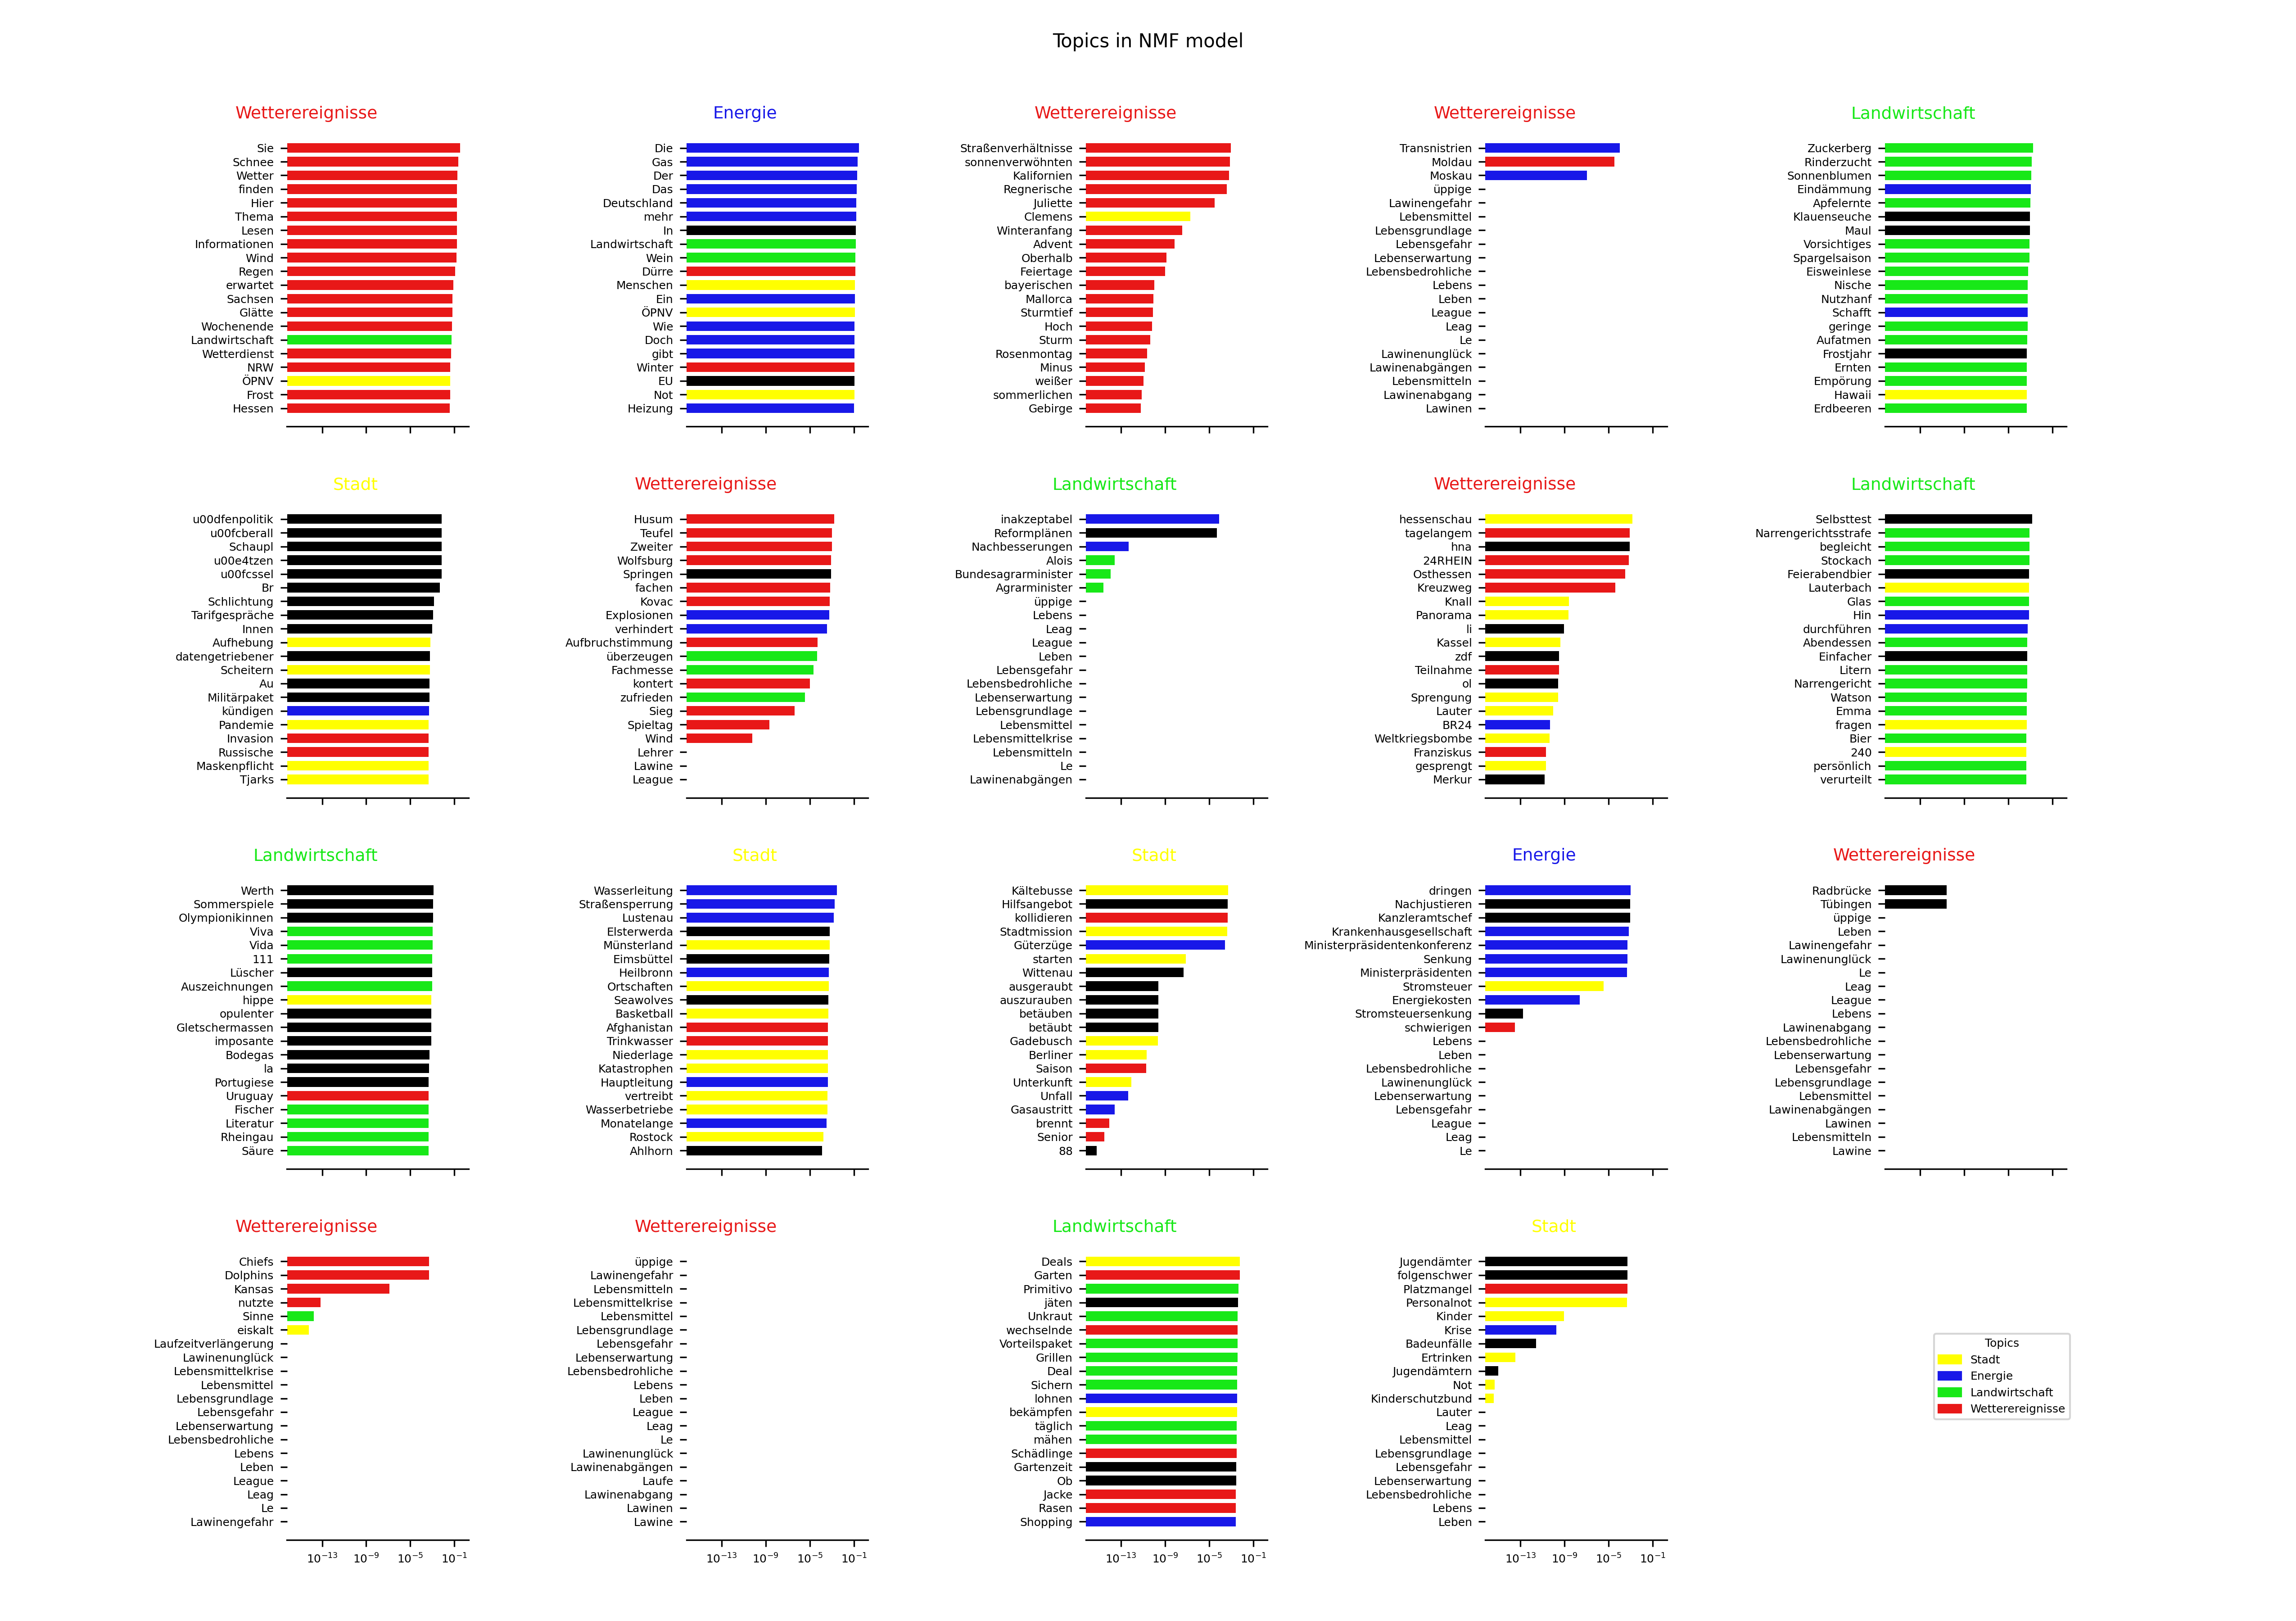 Topics in NMF model
Wetterereignisse
Sie
Schnee
Wetter
finden
Hier
Thema
Lesen
Informationen
Wind
Regen
erwartet
Sachsen
Glätte
Wochenende
Landwirtschaft
Wetterdienst
NRW
ÖPNV
Frost
Hessen
Energie
Die
Gas
Der
Das
Deutschland
mehr
In
Landwirtschaft
Wein
Dürre
Menschen
Ein
ÖPNV
Wie
Doch
gibt
Winter
EU
Not
Heizung
Wetterereignisse
Straßenverhältnisse
sonnenverwöhnten
Kalifornien
Regnerische
Juliette
Clemens
Winteranfang
Advent
Oberhalb
Feiertage
bayerischen
Mallorca
Sturmtief
Hoch
Sturm
Rosenmontag
Minus
weißer
sommerlichen
Gebirge
Wetterereignisse
Transnistrien
Moldau
Moskau
üppige
Lawinengefahr
Lebensmittel
Lebensgrundlage
Lebensgefahr
Lebenserwartung
Lebensbedrohliche
Lebens
Leben
League
Leag
Le
Lawinenunglück
Lawinenabgängen
Lebensmitteln
Lawinenabgang
Lawinen
Landwirtschaft
Zuckerberg
Rinderzucht
Sonnenblumen
Eindämmung
Apfelernte
Klauenseuche
Maul
Vorsichtiges
Spargelsaison
Eisweinlese
Nische
Nutzhanf
Schafft
geringe
Aufatmen
Frostjahr
Ernten
Empörung
Hawaii
Erdbeeren
Stadt
u00dfenpolitik
u00fcberall
Schaupl
u00e4tzen
u00fcssel
Br
Schlichtung
Tarifgespräche
Innen
Aufhebung
datengetriebener
Scheitern
Au
Militärpaket
kündigen
Pandemie
Invasion
Russische
Maskenpflicht
Tjarks
Wetterereignisse
Husum
Teufel
Zweiter
Wolfsburg
Springen
fachen
Kovac
Explosionen
verhindert
Aufbruchstimmung
überzeugen
Fachmesse
kontert
zufrieden
Sieg
Spieltag
Wind
Lehrer
Lawine
League
Landwirtschaft
inakzeptabel
Reformplänen
Nachbesserungen
Alois
Bundesagrarminister
Agrarminister
üppige
Lebens
Leag
League
Leben
Lebensgefahr
Lebensbedrohliche
Lebenserwartung
Lebensgrundlage
Lebensmittel
Lebensmittelkrise
Lebensmitteln
Le
Lawinenabgängen
Wetterereignisse
hessenschau
tagelangem
hna
24RHEIN
Osthessen
Kreuzweg
Knall
Panorama
li
Kassel
zdf
Teilnahme
ol
Sprengung
Lauter
BR24
Weltkriegsbombe
Franziskus
gesprengt
Merkur
Landwirtschaft
Selbsttest
Narrengerichtsstrafe
begleicht
Stockach
Feierabendbier
Lauterbach
Glas
Hin
durchführen
Abendessen
Einfacher
Litern
Narrengericht
Watson
Emma
fragen
Bier
240
persönlich
verurteilt
Landwirtschaft
Werth
Sommerspiele
Olympionikinnen
Viva
Vida
111
Lüscher
Auszeichnungen
hippe
opulenter
Gletschermassen
imposante
Bodegas
la
Portugiese
Uruguay
Fischer
Literatur
Rheingau
Säure
Stadt
Wasserleitung
Straßensperrung
Lustenau
Elsterwerda
Münsterland
Eimsbüttel
Heilbronn
Ortschaften
Seawolves
Basketball
Afghanistan
Trinkwasser
Niederlage
Katastrophen
Hauptleitung
vertreibt
Wasserbetriebe
Monatelange
Rostock
Ahlhorn
Stadt
Kältebusse
Hilfsangebot
kollidieren
Stadtmission
Güterzüge
starten
Wittenau
ausgeraubt
auszurauben
betäuben
betäubt
Gadebusch
Berliner
Saison
Unterkunft
Unfall
Gasaustritt
brennt
Senior
88
Energie
dringen
Nachjustieren
Kanzleramtschef
Krankenhausgesellschaft
Ministerpräsidentenkonferenz
Senkung
Ministerpräsidenten
Stromsteuer
Energiekosten
Stromsteuersenkung
schwierigen
Lebens
Leben
Lebensbedrohliche
Lawinenunglück
Lebenserwartung
Lebensgefahr
League
Leag
Le
Wetterereignisse
Radbrücke
Tübingen
üppige
Leben
Lawinengefahr
Lawinenunglück
Le
Leag
League
Lebens
Lawinenabgang
Lebensbedrohliche
Lebenserwartung
Lebensgefahr
Lebensgrundlage
Lebensmittel
Lawinenabgängen
Lawinen
Lebensmitteln
Lawine
Wetterereignisse
Chiefs
Dolphins
Kansas
nutzte
Sinne
eiskalt
Laufzeitverlängerung
Lawinenunglück
Lebensmittelkrise
Lebensmittel
Lebensgrundlage
Lebensgefahr
Lebenserwartung
Lebensbedrohliche
Lebens
Leben
League
Leag
Le
Lawinengefahr
10⁻¹³ 10⁻⁹ 10⁻⁵ 10⁻¹
Wetterereignisse
üppige
Lawinengefahr
Lebensmitteln
Lebensmittelkrise
Lebensmittel
Lebensgrundlage
Lebensgefahr
Lebenserwartung
Lebensbedrohliche
Lebens
Leben
League
Leag
Le
Lawinenunglück
Lawinenabgängen
Laufe
Lawinenabgang
Lawinen
Lawine
10⁻¹³ 10⁻⁹ 10⁻⁵ 10⁻¹
Landwirtschaft
Deals
Garten
Primitivo
jäten
Unkraut
wechselnde
Vorteilspaket
Grillen
Deal
Sichern
lohnen
bekämpfen
täglich
mähen
Schädlinge
Gartenzeit
Ob
Jacke
Rasen
Shopping
10⁻¹³ 10⁻⁹ 10⁻⁵ 10⁻¹
Stadt
Jugendämter
folgenschwer
Platzmangel
Personalnot
Kinder
Krise
Badeunfälle
Ertrinken
Jugendämtern
Not
Kinderschutzbund
Lauter
Leag
Lebensmittel
Lebensgrundlage
Lebensgefahr
Lebenserwartung
Lebensbedrohliche
Lebens
Leben
10⁻¹³ 10⁻⁹ 10⁻⁵ 10⁻¹
Topics
Stadt
Energie
Landwirtschaft
Wetterereignisse